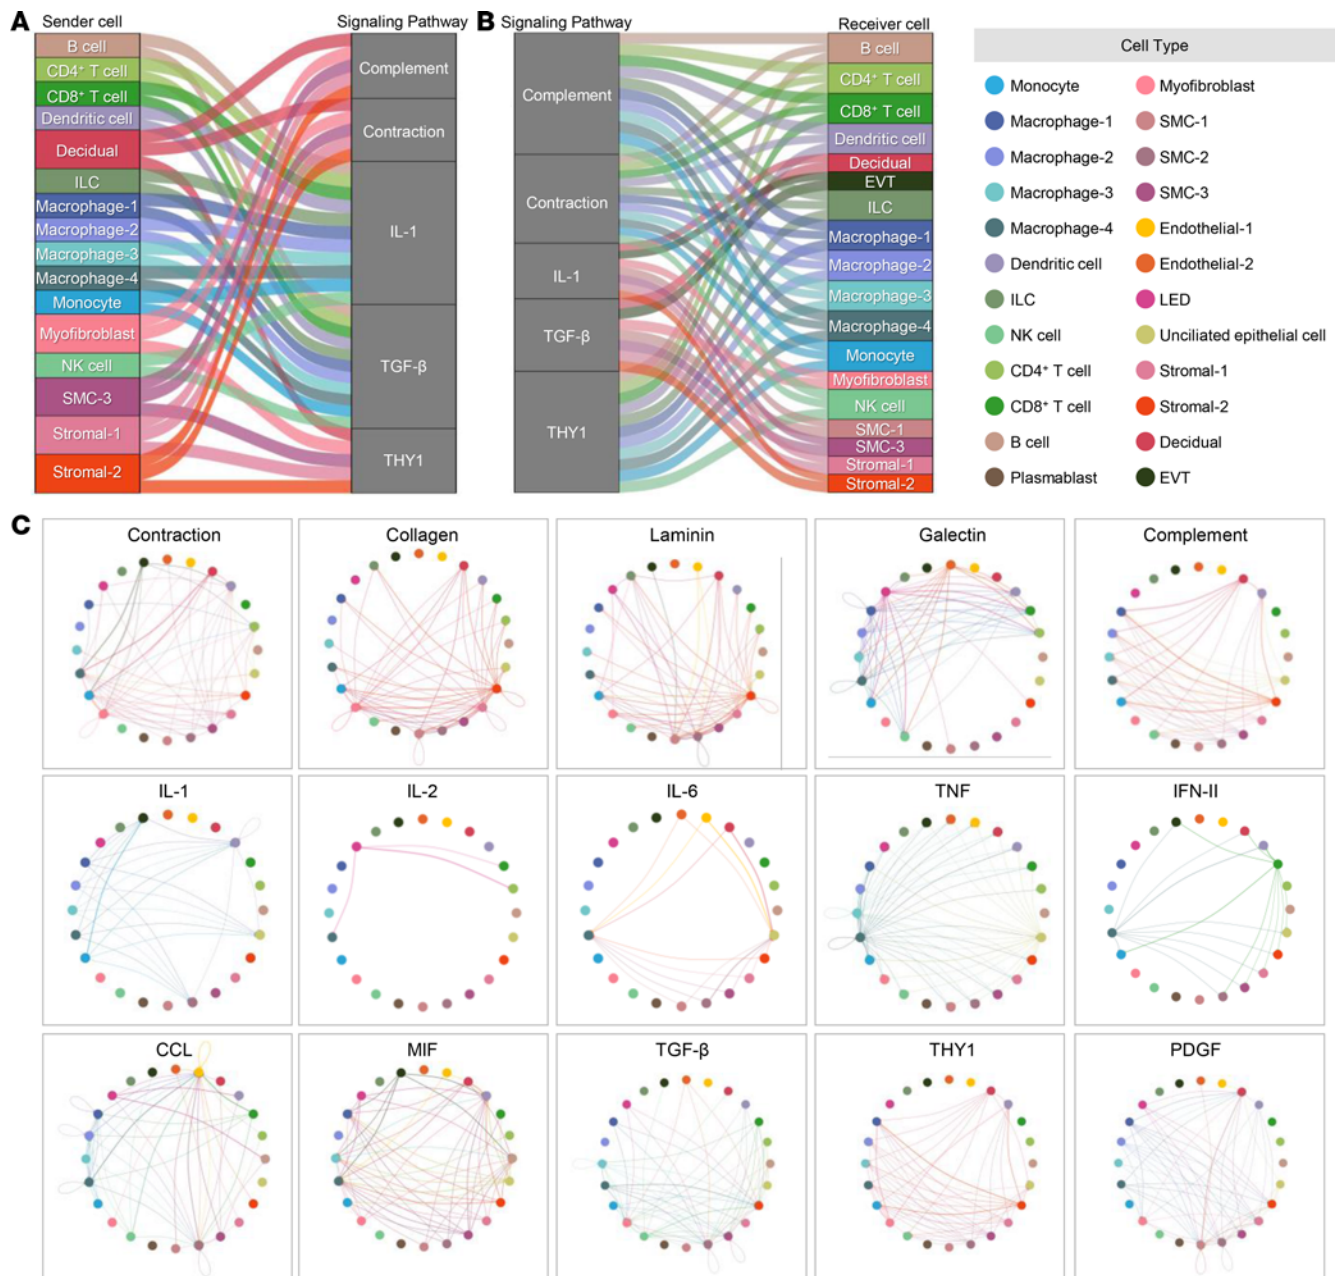 A
Sender cell
Signaling Pathway
B cell
CD4⁺ T cell
CD8⁺ T cell
Dendritic cell
Decidual
ILC
Macrophage-1
Macrophage-2
Macrophage-3
Macrophage-4
Monocyte
Myofibroblast
NK cell
SMC-3
Stromal-1
Stromal-2
Complement
Contraction
IL-1
TGF-β
THY1
B
Signaling Pathway
Receiver cell
Complement
Contraction
IL-1
TGF-β
THY1
B cell
CD4⁺ T cell
CD8⁺ T cell
Dendritic cell
Decidual
EVT
ILC
Macrophage-1
Macrophage-2
Macrophage-3
Macrophage-4
Monocyte
Myofibroblast
NK cell
SMC-1
SMC-3
Stromal-1
Stromal-2
Cell Type
Monocyte
Macrophage-1
Macrophage-2
Macrophage-3
Macrophage-4
Dendritic cell
ILC
NK cell
CD4⁺ T cell
CD8⁺ T cell
B cell
Plasmablast
Myofibroblast
SMC-1
SMC-2
SMC-3
Endothelial-1
Endothelial-2
LED
Unciliated epithelial cell
Stromal-1
Stromal-2
Decidual
EVT
C
Contraction
Collagen
Laminin
Galectin
Complement
IL-1
IL-2
IL-6
TNF
IFN-II
CCL
MIF
TGF-β
THY1
PDGF